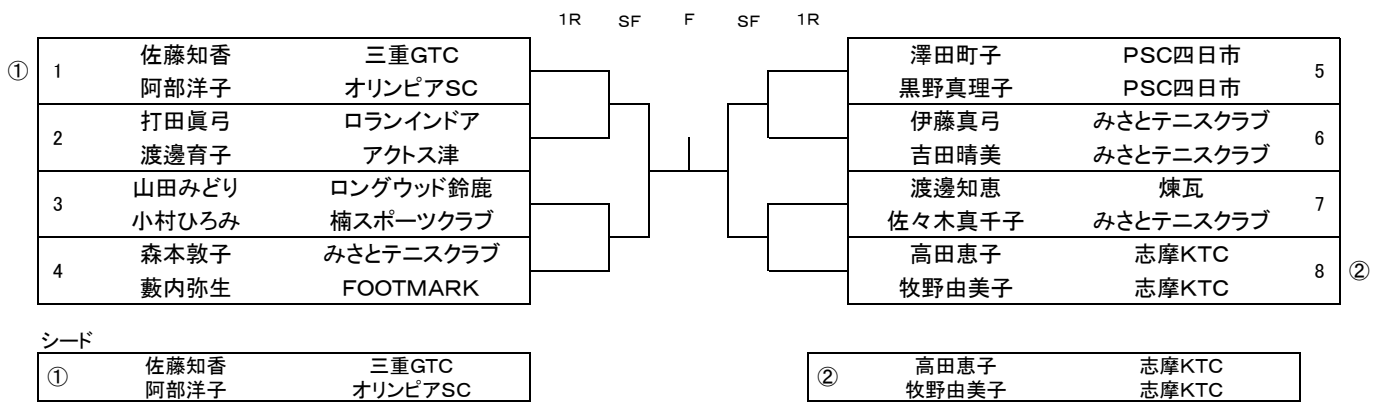 1R SF F SF 1R
① 1 佐藤知香 三重GTC
阿部洋子 オリンピアSC
2 打田眞弓 ロランインドア
渡邊育子 アクトス津
3 山田みどり ロングウッド鈴鹿
小村ひろみ 楠スポーツクラブ
4 森本敦子 みさとテニスクラブ
藪内弥生 FOOTMARK
澤田町子 PSC四日市 5
黒野真理子 PSC四日市
伊藤真弓 みさとテニスクラブ 6
吉田晴美 みさとテニスクラブ
渡邊知恵 煉瓦 7
佐々木真千子 みさとテニスクラブ
高田恵子 志摩KTC 8 ②
牧野由美子 志摩KTC
シード
① 佐藤知香 三重GTC
阿部洋子 オリンピアSC
② 高田恵子 志摩KTC
牧野由美子 志摩KTC